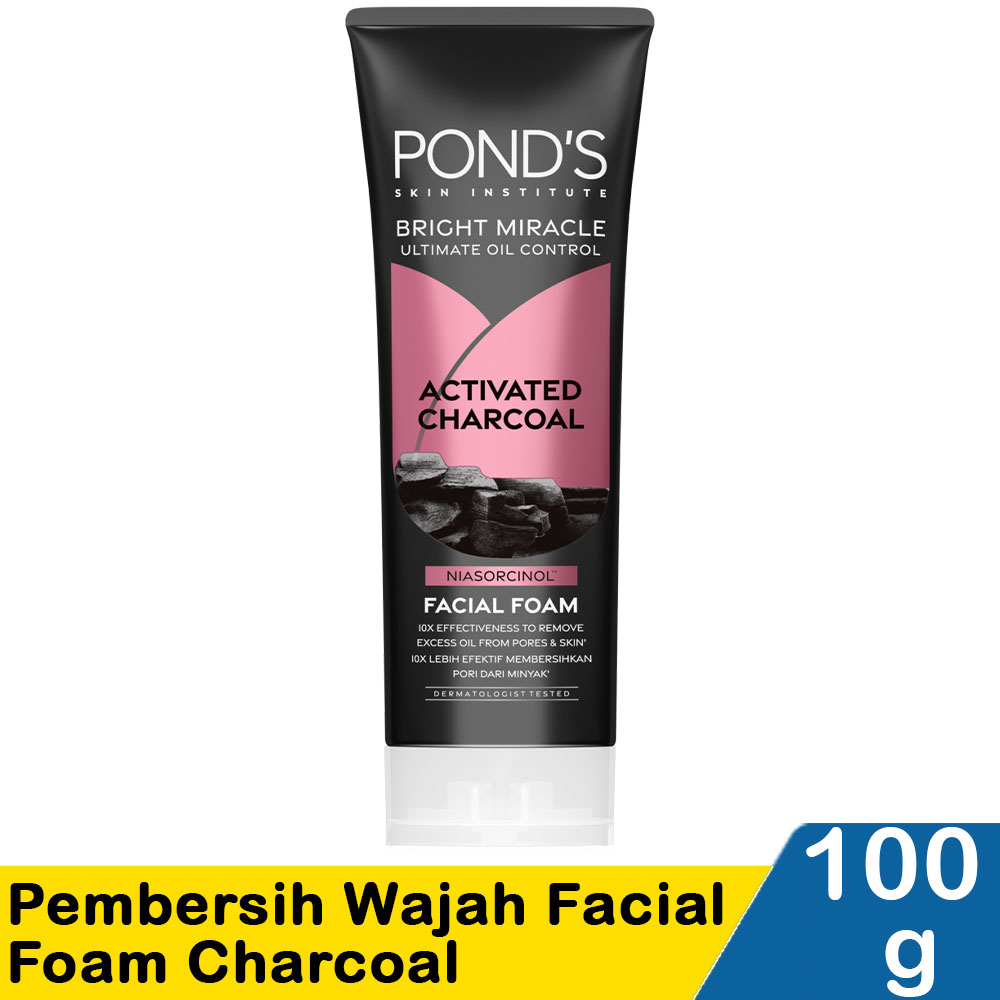 POND'S
SKIN INSTITUTE
BRIGHT MIRACLE
ULTIMATE OIL CONTROL
ACTIVATED
CHARCOAL
NIASORCINOL™
FACIAL FOAM
10X EFFECTIVENESS TO REMOVE
EXCESS OIL FROM PORES & SKIN¹
10X LEBIH EFEKTIF MEMBERSIHKAN
PORI DARI MINYAK¹
DERMATOLOGIST TESTED
Pembersih Wajah Facial
Foam Charcoal
100
g